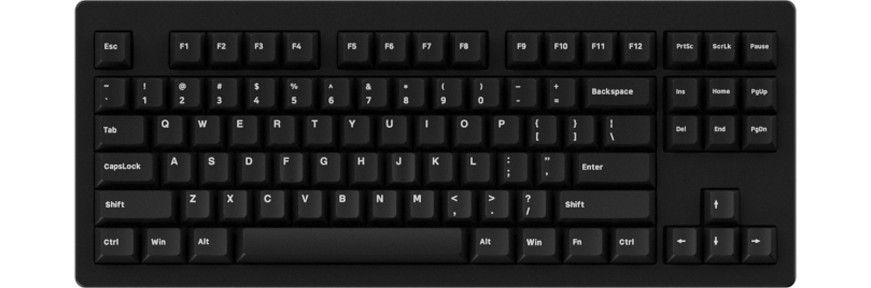 Esc F1 F2 F3 F4 F5 F6 F7 F8 F9 F10 F11 F12 PrtSc ScrLk Pause
~ ! @ # $ % ^ & * ( ) - + Backspace Ins Home PgUp
` 1 2 3 4 5 6 7 8 9 0 - =
Tab Q W E R T Y U I O P { } ¦ Del End PgDn
[ ] \
CapsLock A S D F G H J K L : " Enter
; ,
Shift Z X C V B N M < > ? Shift ↑
, . /
Ctrl Win Alt Alt Win Fn Ctrl ← ↓ →